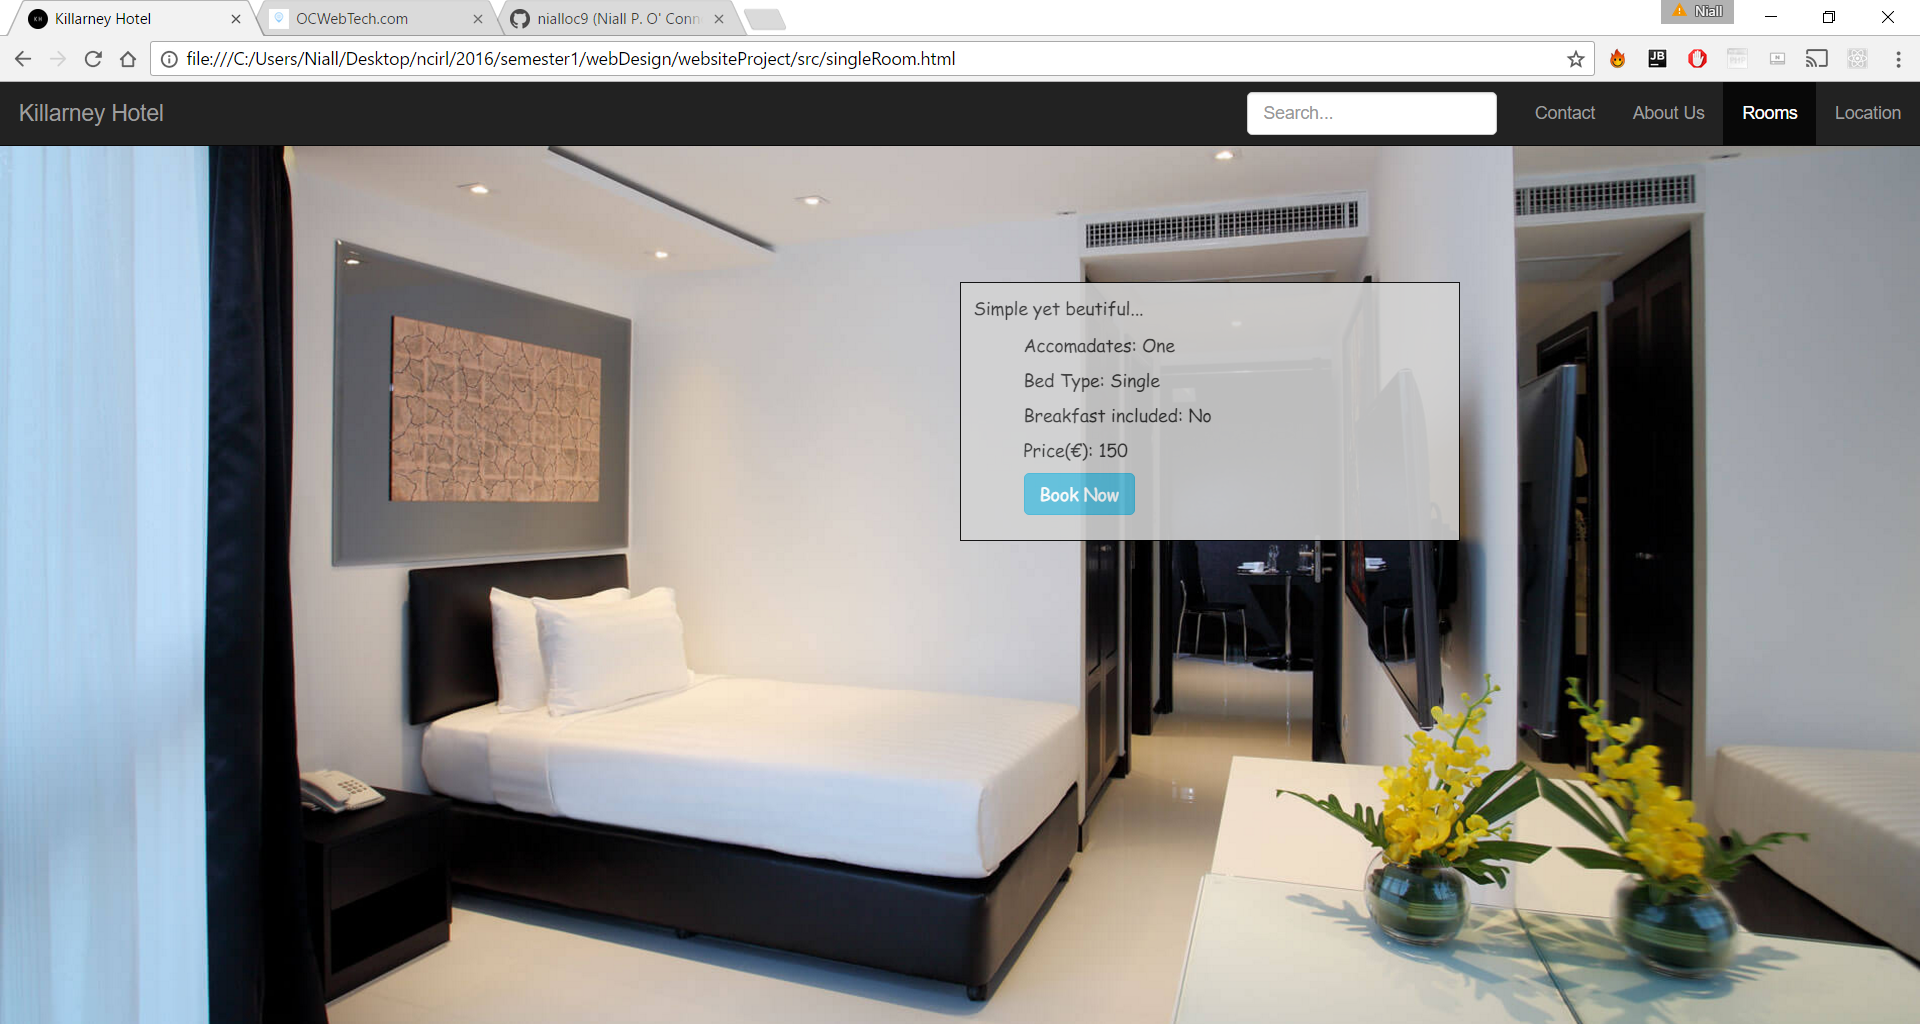 Killarney Hotel
OCWebTech.com
nialloc9 (Niall P. O' Conn
Niall
file:///C:/Users/Niall/Desktop/ncirl/2016/semester1/webDesign/websiteProject/src/singleRoom.html
JB
Killarney Hotel
Search...
Contact
About Us
Rooms
Location
Simple yet beutiful...
Accomadates: One
Bed Type: Single
Breakfast included: No
Price(€): 150
Book Now